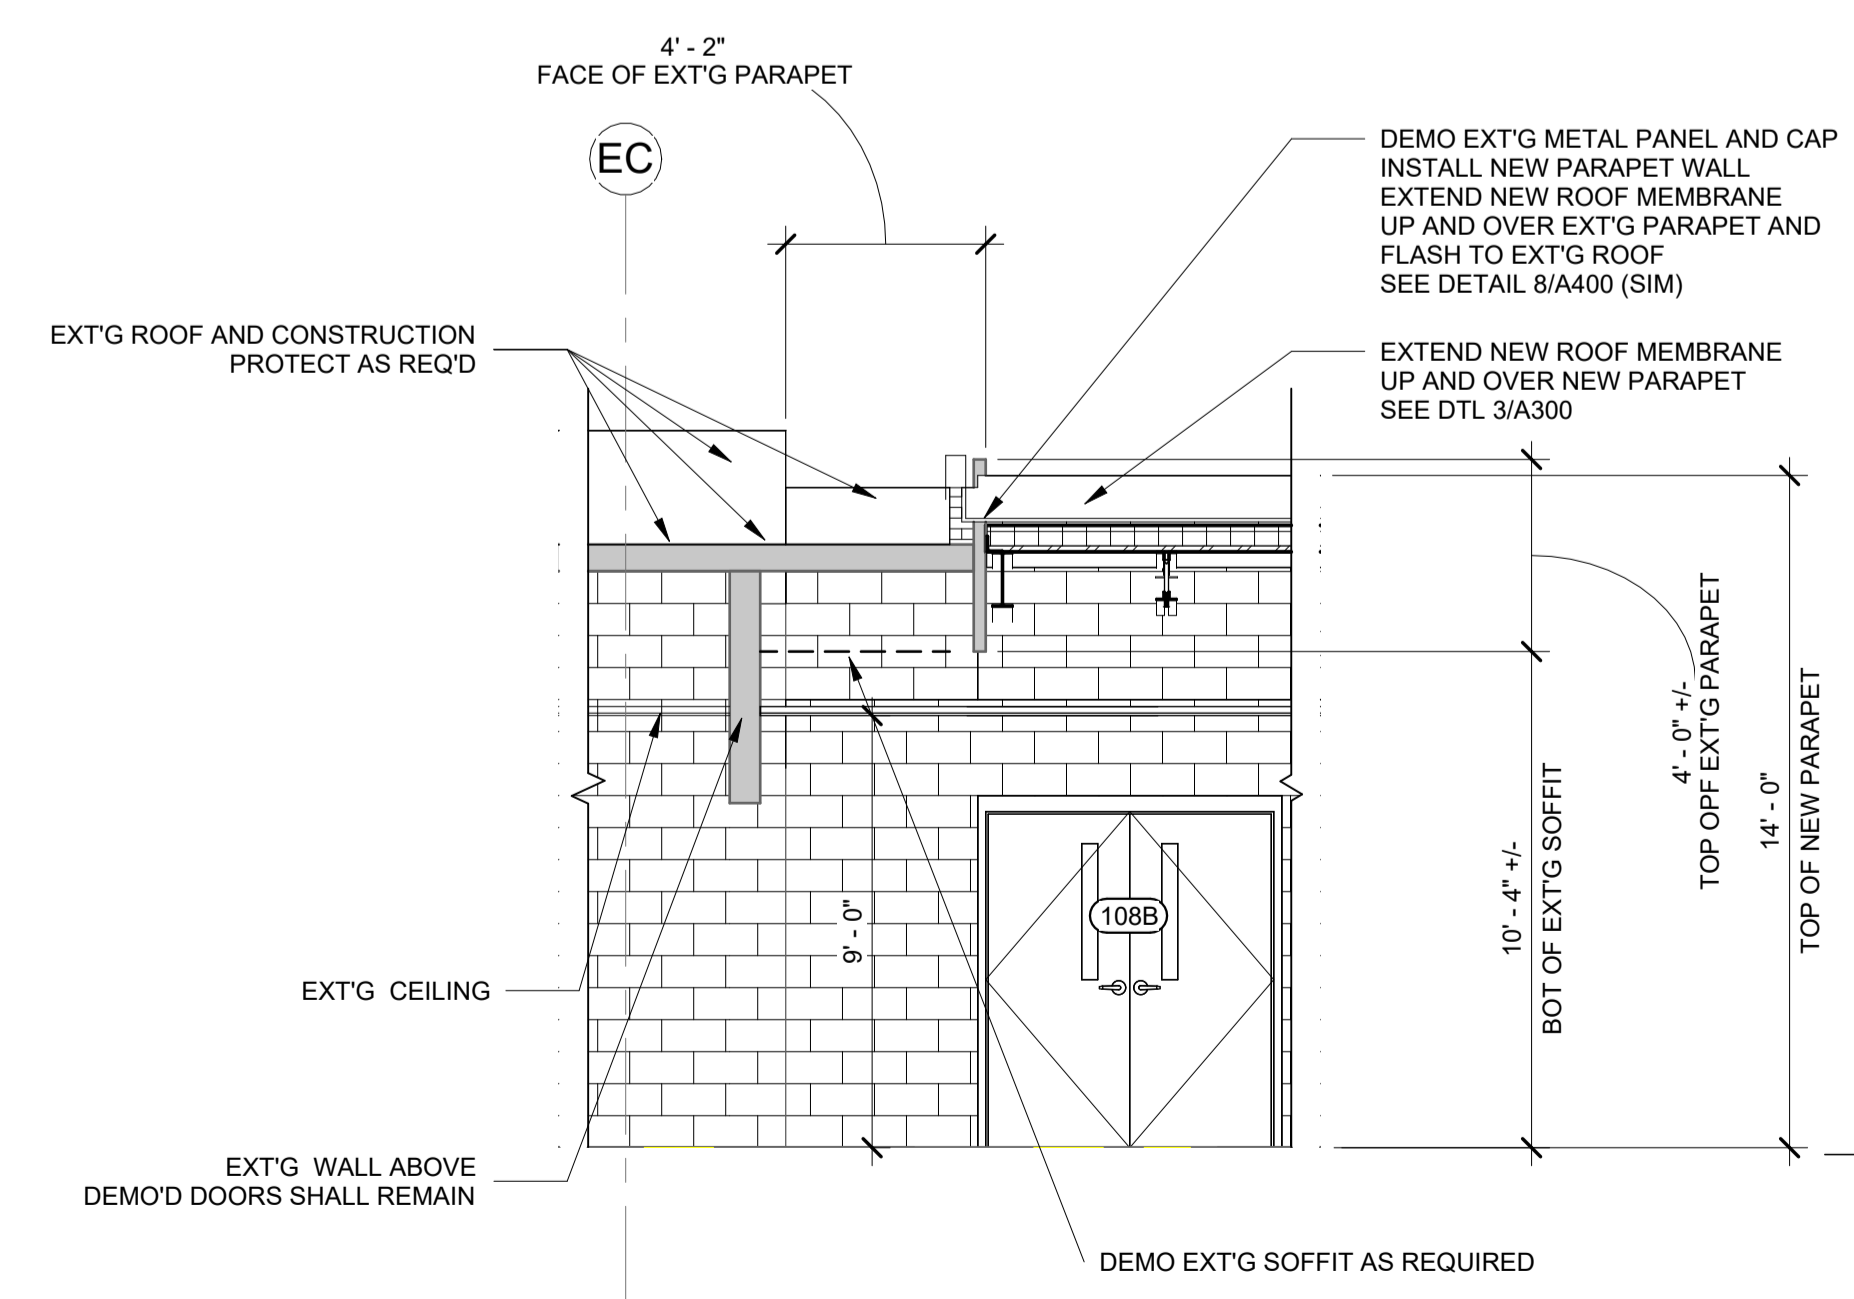 4' - 2"
FACE OF EXT'G PARAPET
EC
DEMO EXT'G METAL PANEL AND CAP
INSTALL NEW PARAPET WALL
EXTEND NEW ROOF MEMBRANE
UP AND OVER EXT'G PARAPET AND
FLASH TO EXT'G ROOF
SEE DETAIL 8/A400 (SIM)
EXT'G ROOF AND CONSTRUCTION
PROTECT AS REQ'D
EXTEND NEW ROOF MEMBRANE
UP AND OVER NEW PARAPET
SEE DTL 3/A300
4' - 0" +/-
TOP OPF EXT'G PARAPET
14' - 0"
TOP OF NEW PARAPET
10' - 4" +/-
BOT OF EXT'G SOFFIT
9' - 0"
108B
EXT'G  CEILING
EXT'G  WALL ABOVE
DEMO'D DOORS SHALL REMAIN
DEMO EXT'G SOFFIT AS REQUIRED